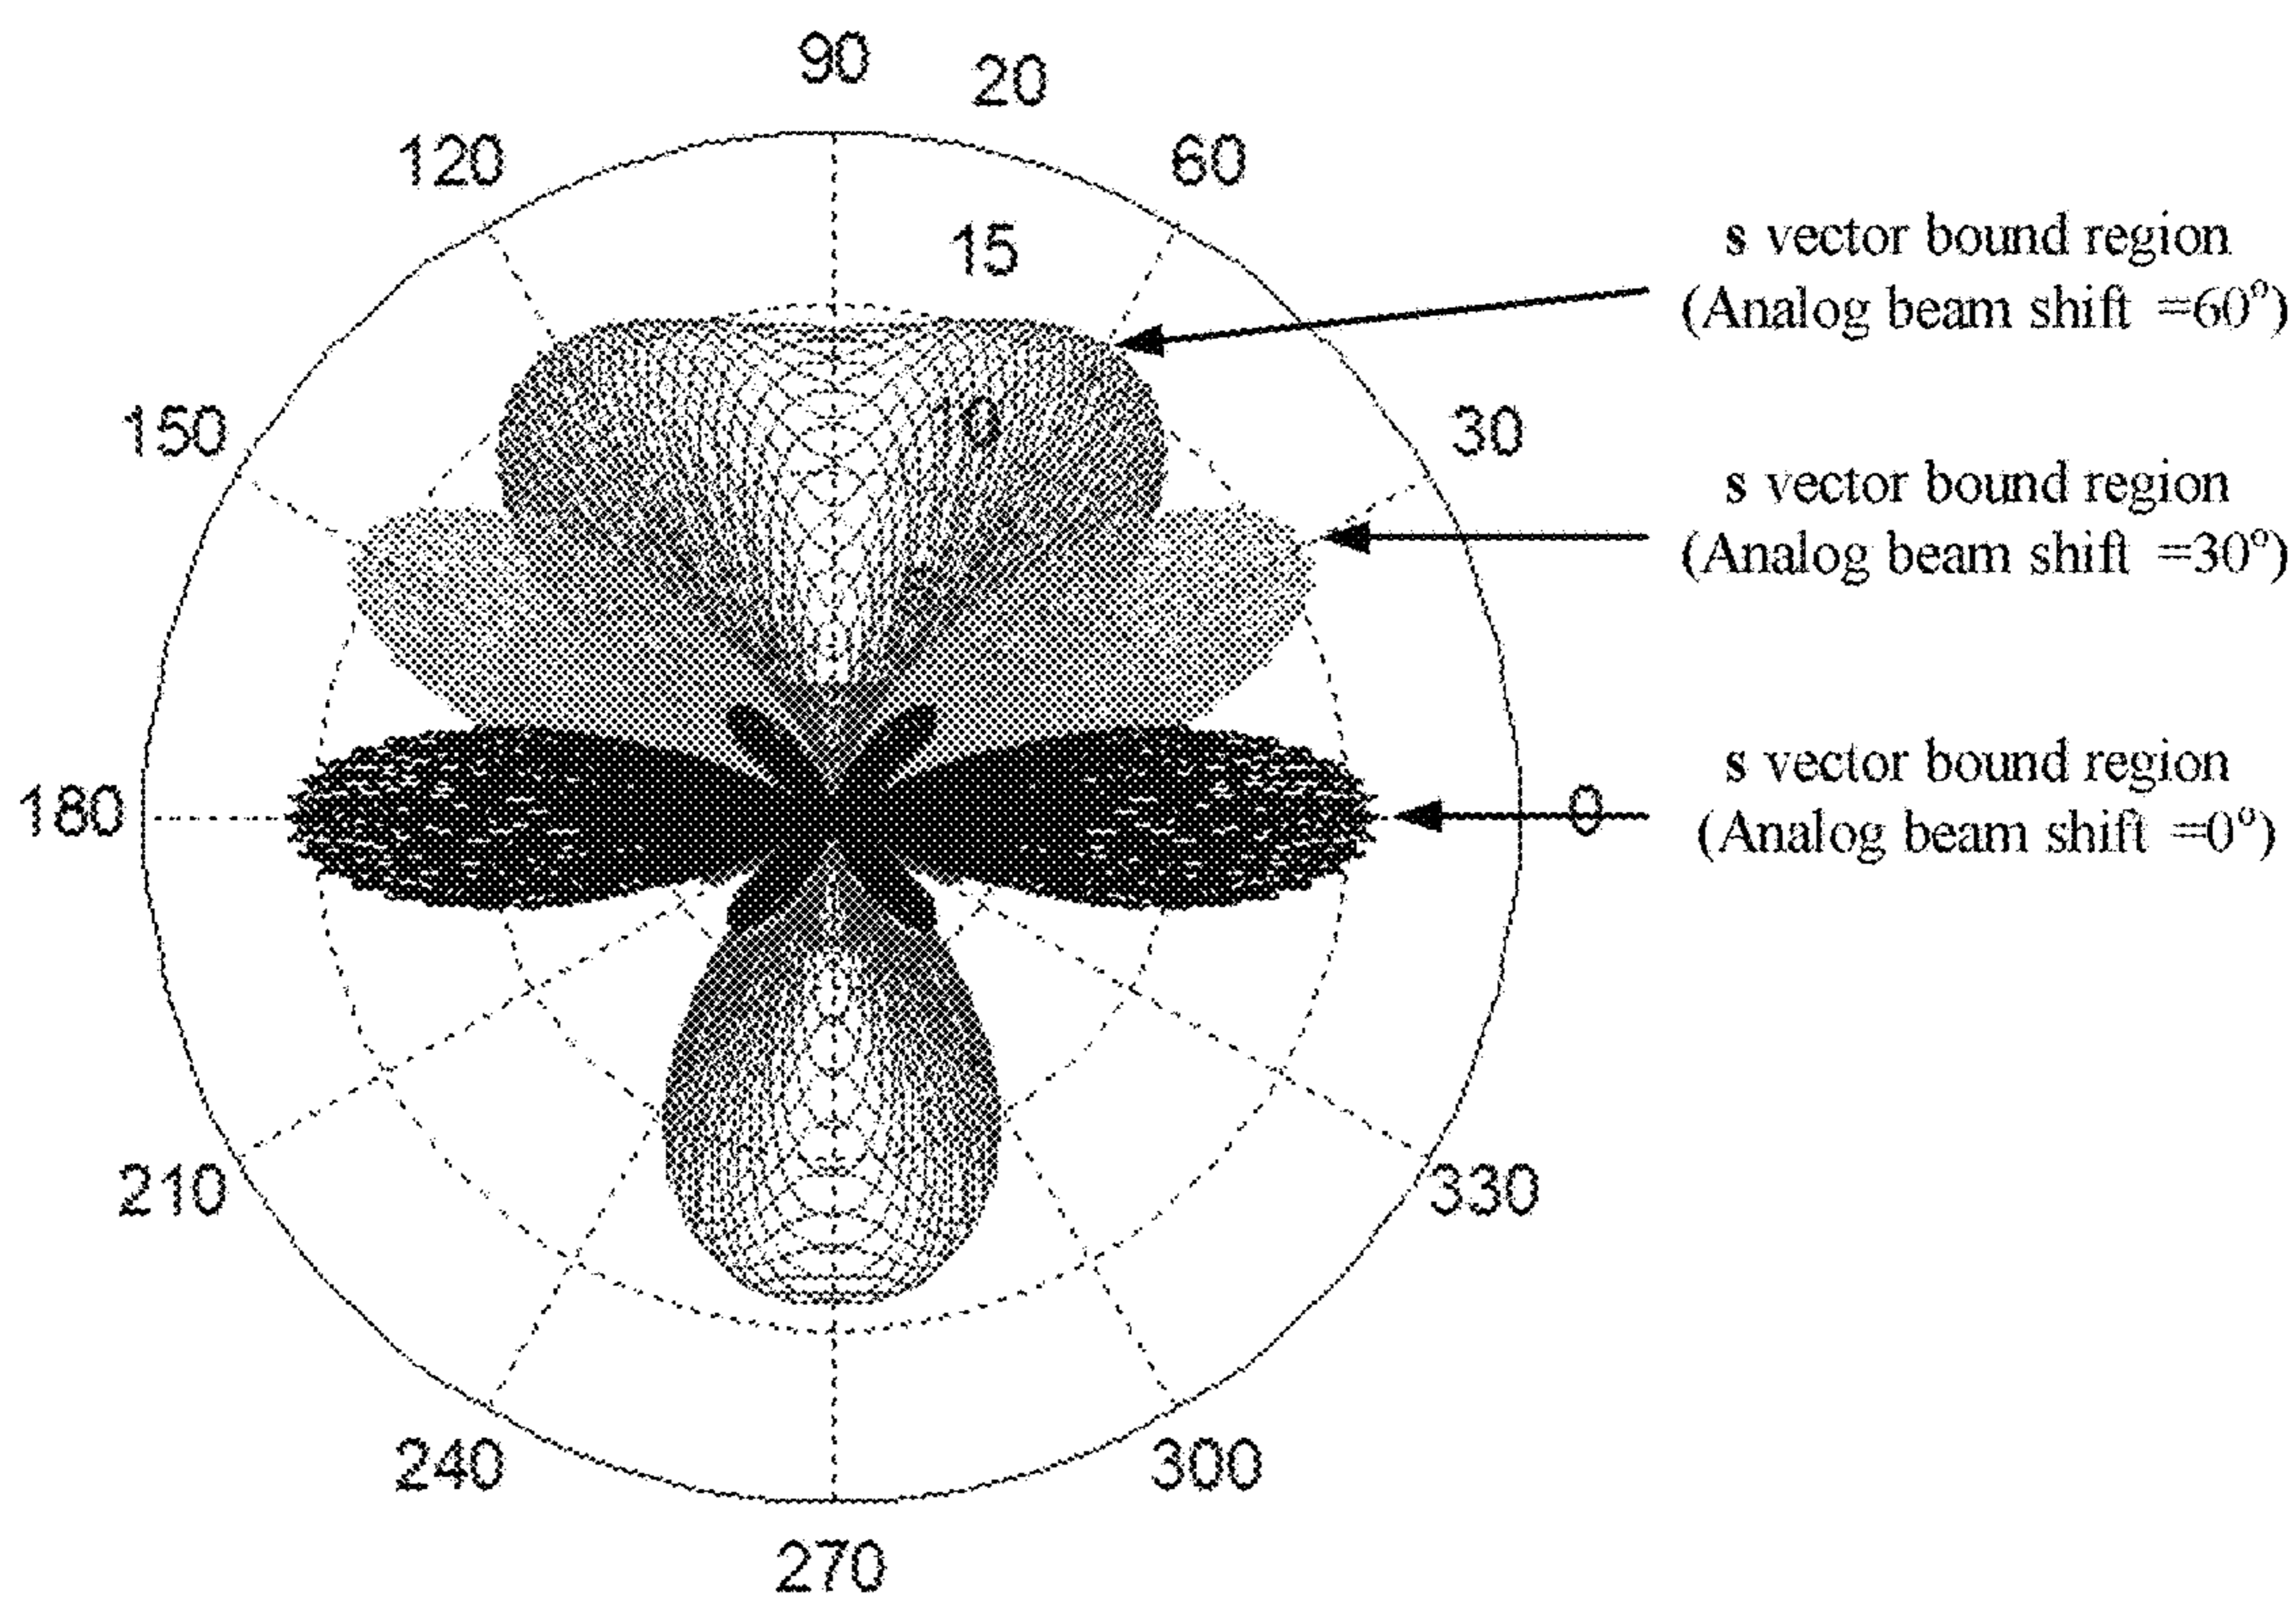 90
20
120
60
15
s vector bound region
(Analog beam shift =60°)
10
150
30
s vector bound region
(Analog beam shift =30°)
5
180
0
s vector bound region
(Analog beam shift =0°)
210
330
240
300
270